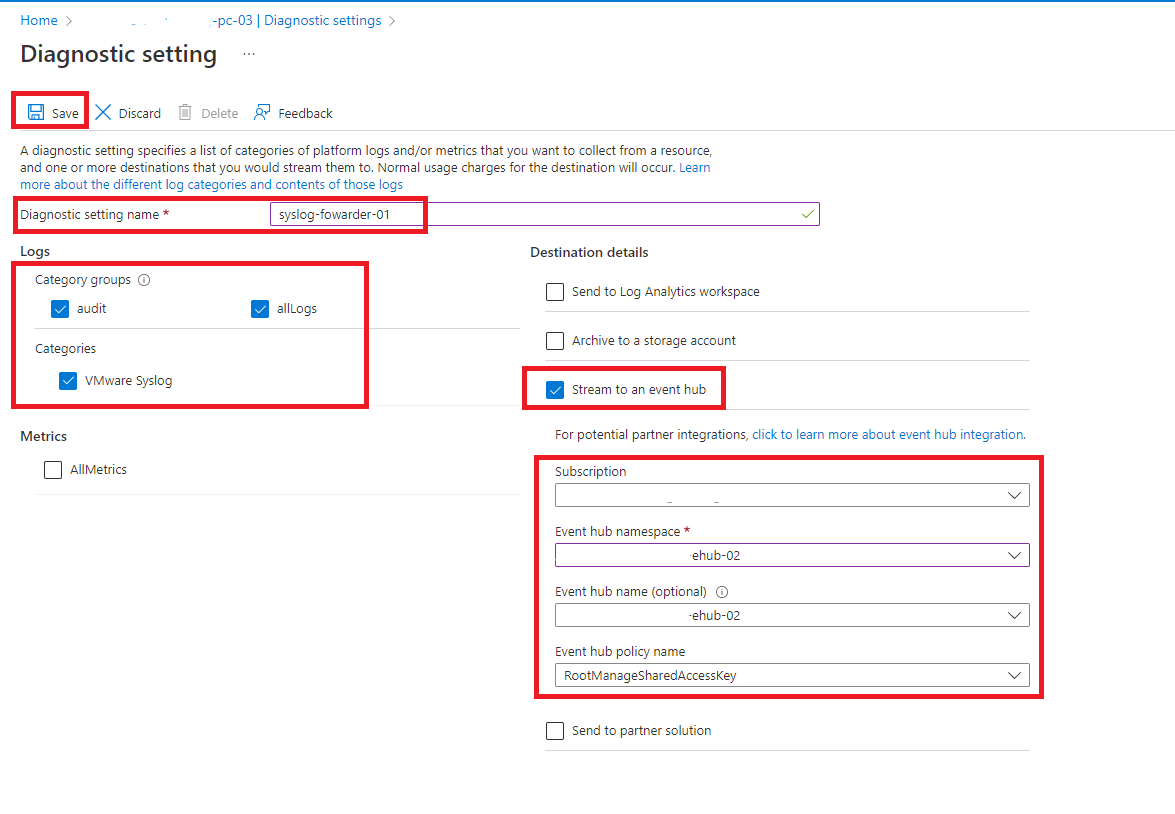 Home > -pc-03 | Diagnostic settings >
Diagnostic setting ...
Save Discard Delete Feedback
A diagnostic setting specifies a list of categories of platform logs and/or metrics that you want to collect from a resource,
and one or more destinations that you would stream them to. Normal usage charges for the destination will occur. Learn
more about the different log categories and contents of those logs
Diagnostic setting name * syslog-fowarder-01
Logs
Category groups
audit allLogs
Categories
VMware Syslog
Metrics
AllMetrics
Destination details
Send to Log Analytics workspace
Archive to a storage account
Stream to an event hub
For potential partner integrations, click to learn more about event hub integration.
Subscription
Event hub namespace *
ehub-02
Event hub name (optional)
ehub-02
Event hub policy name
RootManageSharedAccessKey
Send to partner solution